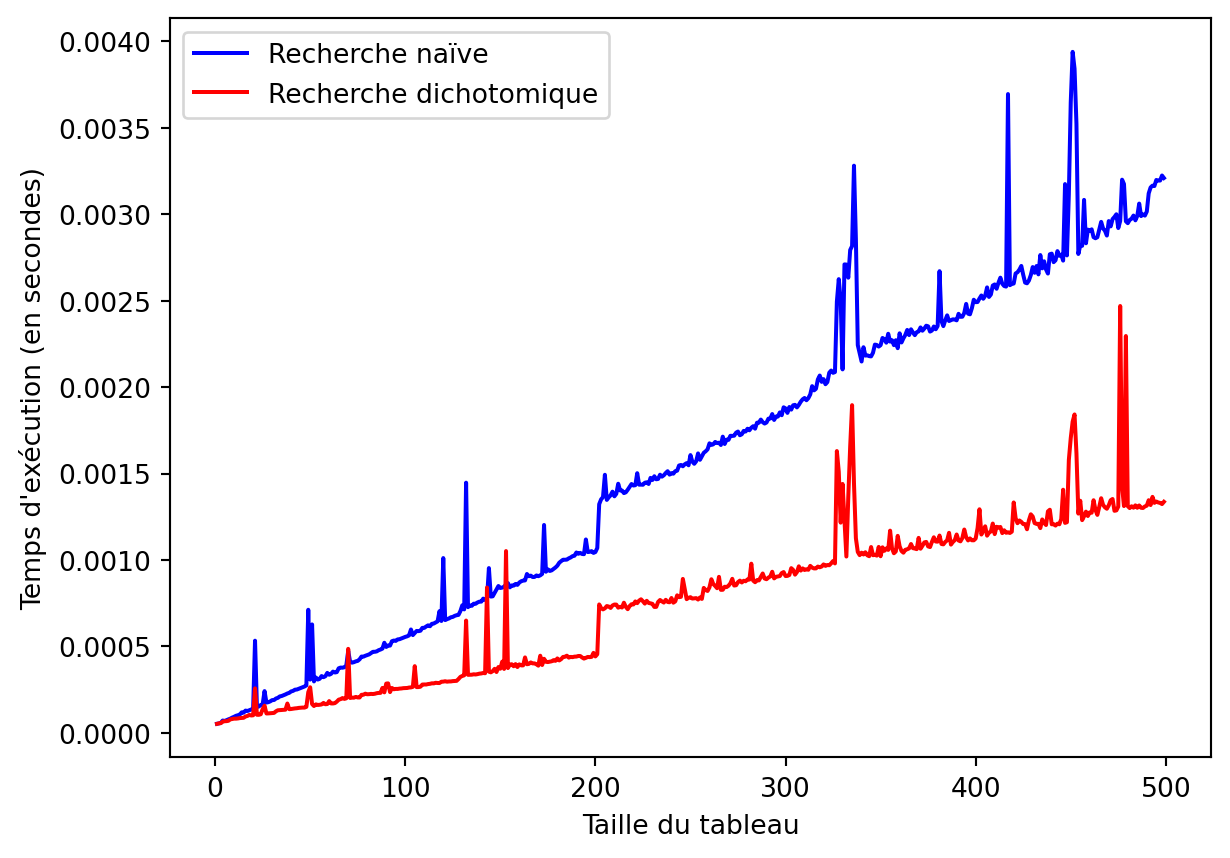 Recherche naïve
Recherche dichotomique
Temps d'exécution (en secondes)
0.0040
0.0035
0.0030
0.0025
0.0020
0.0015
0.0010
0.0005
0.0000
0 100 200 300 400 500
Taille du tableau